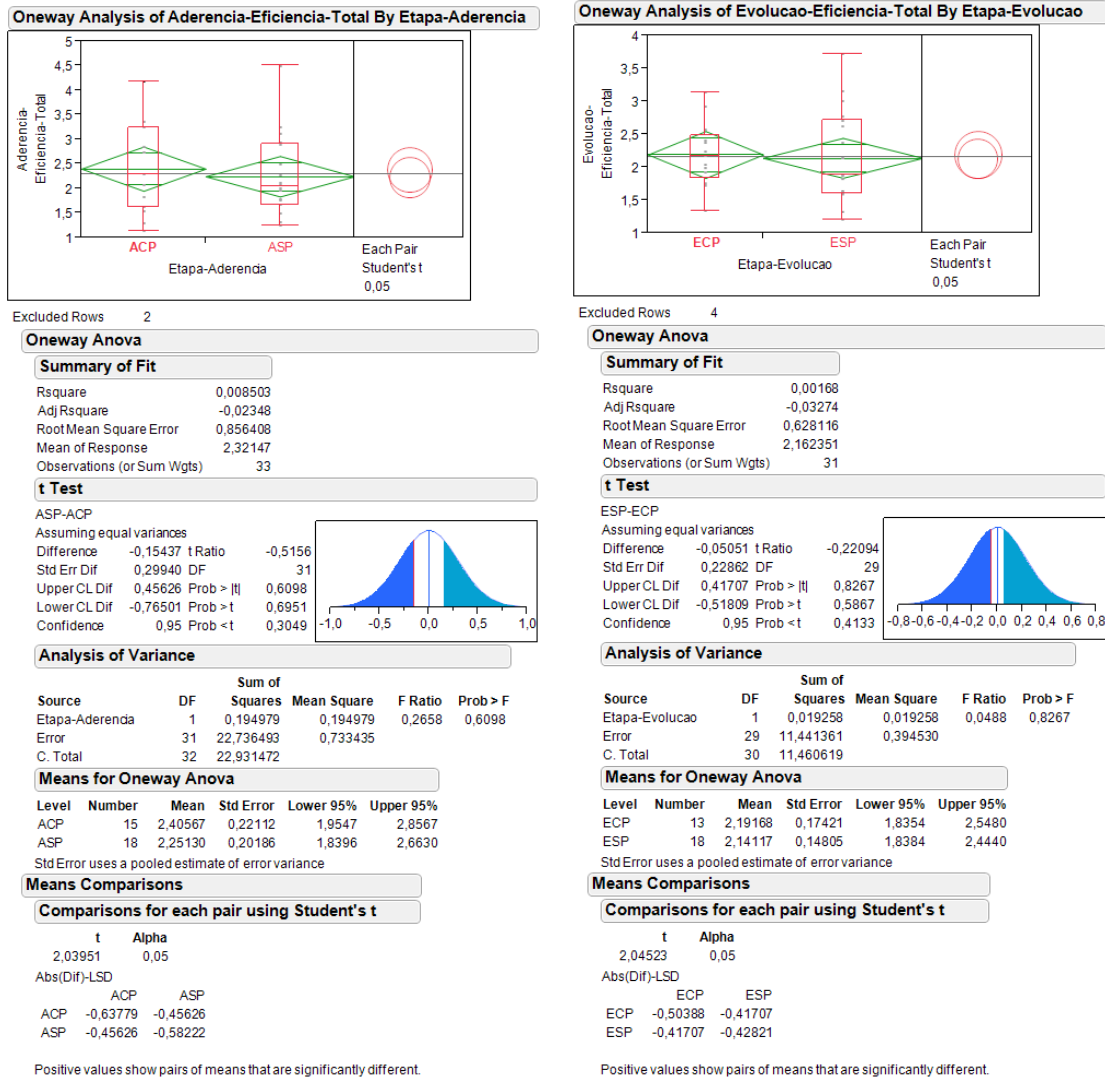 Oneway Analysis of Aderencia-Eficiencia-Total By Etapa-Aderencia
Aderencia-
Eficiencia-Total
5
4,5
4
3,5
3
2,5
2
1,5
1
ACP ASP
Etapa-Aderencia
Each Pair
Student's t
0,05
Excluded Rows 2
Oneway Anova
Summary of Fit
Rsquare 0,008503
Adj Rsquare -0,02348
Root Mean Square Error 0,856408
Mean of Response 2,32147
Observations (or Sum Wgts) 33
t Test
ASP-ACP
Assuming equal variances
Difference -0,15437 t Ratio -0,5156
Std Err Dif 0,29940 DF 31
Upper CL Dif 0,45626 Prob > |t| 0,6098
Lower CL Dif -0,76501 Prob > t 0,6951
Confidence 0,95 Prob < t 0,3049
-1,0 -0,5 0,0 0,5 1,0
Analysis of Variance
Sum of
Source DF Squares Mean Square F Ratio Prob > F
Etapa-Aderencia 1 0,194979 0,194979 0,2658 0,6098
Error 31 22,736493 0,733435
C. Total 32 22,931472
Means for Oneway Anova
Level Number Mean Std Error Lower 95% Upper 95%
ACP 15 2,40567 0,22112 1,9547 2,8567
ASP 18 2,25130 0,20186 1,8396 2,6630
Std Error uses a pooled estimate of error variance
Means Comparisons
Comparisons for each pair using Student's t
t Alpha
2,03951 0,05
Abs(Dif)-LSD
ACP ASP
ACP -0,63779 -0,45626
ASP -0,45626 -0,58222
Positive values show pairs of means that are significantly different.
Oneway Analysis of Evolucao-Eficiencia-Total By Etapa-Evolucao
Evolucao-
Eficiencia-Total
4
3,5
3
2,5
2
1,5
1
ECP ESP
Etapa-Evolucao
Each Pair
Student's t
0,05
Excluded Rows 4
Oneway Anova
Summary of Fit
Rsquare 0,00168
Adj Rsquare -0,03274
Root Mean Square Error 0,628116
Mean of Response 2,162351
Observations (or Sum Wgts) 31
t Test
ESP-ECP
Assuming equal variances
Difference -0,05051 t Ratio -0,22094
Std Err Dif 0,22862 DF 29
Upper CL Dif 0,41707 Prob > |t| 0,8267
Lower CL Dif -0,51809 Prob > t 0,5867
Confidence 0,95 Prob < t 0,4133
-0,8 -0,6 -0,4 -0,2 0,0 0,2 0,4 0,6 0,8
Analysis of Variance
Sum of
Source DF Squares Mean Square F Ratio Prob > F
Etapa-Evolucao 1 0,019258 0,019258 0,0488 0,8267
Error 29 11,441361 0,394530
C. Total 30 11,460619
Means for Oneway Anova
Level Number Mean Std Error Lower 95% Upper 95%
ECP 13 2,19168 0,17421 1,8354 2,5480
ESP 18 2,14117 0,14805 1,8384 2,4440
Std Error uses a pooled estimate of error variance
Means Comparisons
Comparisons for each pair using Student's t
t Alpha
2,04523 0,05
Abs(Dif)-LSD
ECP ESP
ECP -0,50388 -0,41707
ESP -0,41707 -0,42821
Positive values show pairs of means that are significantly different.